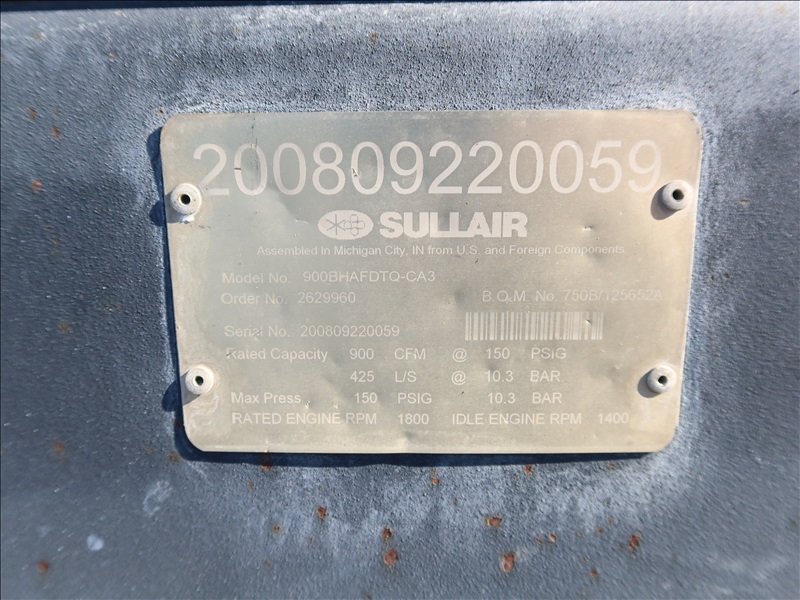 200809220059
SULLAIR
Assembled In Michigan City, IN from U.S. and Foreign Components.
Model No. 900BHAFDTQ-CA3
Order No. 2629960 B.O.M No. 750B/125652A
Serial No. 200809220059
Rated Capacity 900 CFM @ 150 PSIG
425 L/S @ 10.3 BAR
Max Press 150 PSIG 10.3 BAR
RATED ENGINE RPM 1800 IDLE ENGINE RPM 1400